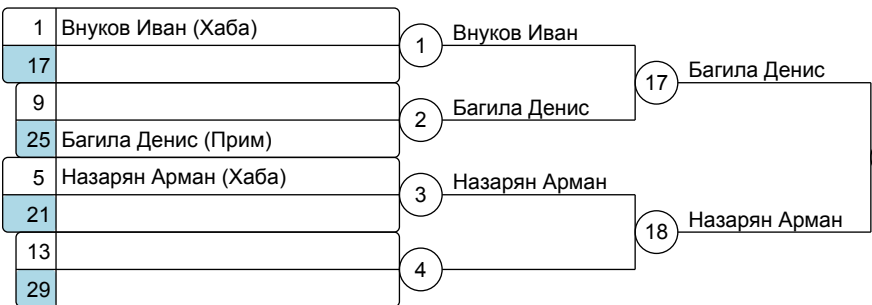 1 Внуков Иван (Хаба)
17
9
25 Багила Денис (Прим)
5 Назарян Арман (Хаба)
21
13
29
1 Внуков Иван
2 Багила Денис
3 Назарян Арман
4
17 Багила Денис
18 Назарян Арман